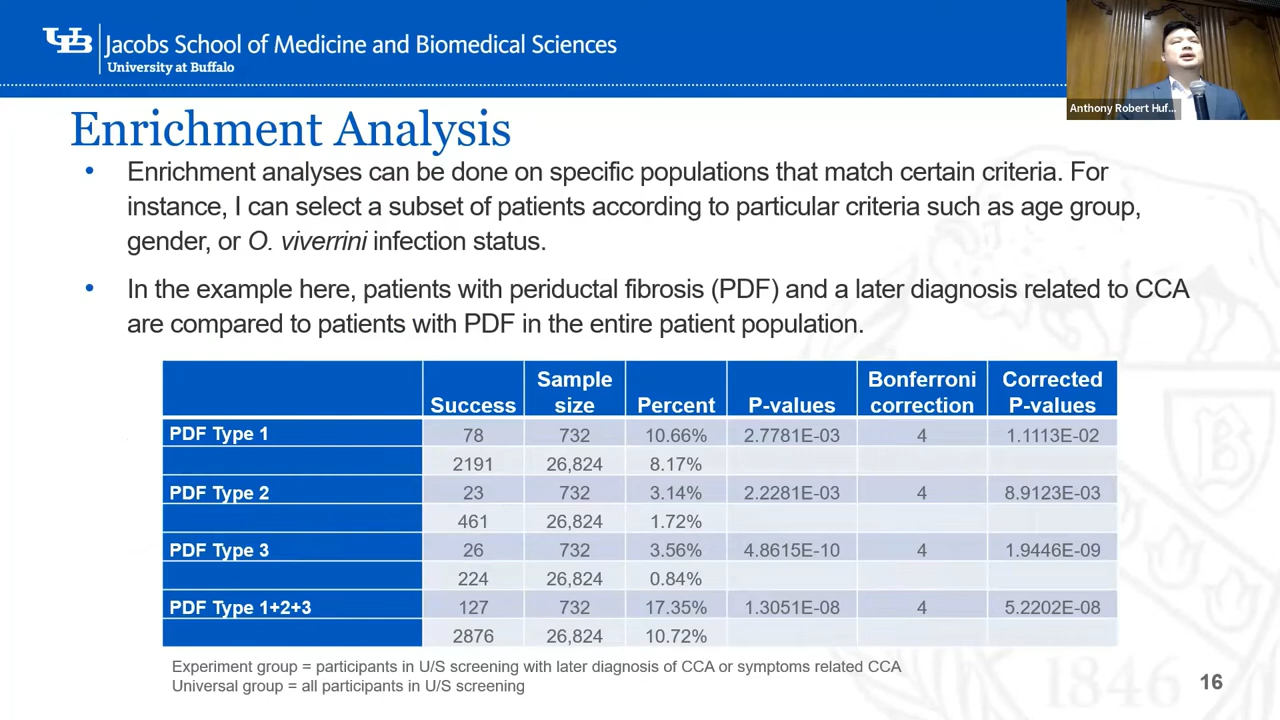 UB
Jacobs School of Medicine and Biomedical Sciences
University at Buffalo
Anthony Robert Huf...
Enrichment Analysis
• Enrichment analyses can be done on specific populations that match certain criteria. For
instance, I can select a subset of patients according to particular criteria such as age group,
gender, or O. viverrini infection status.
• In the example here, patients with periductal fibrosis (PDF) and a later diagnosis related to CCA
are compared to patients with PDF in the entire patient population.
Success Sample size Percent P-values Bonferroni correction Corrected P-values
PDF Type 1 78 732 10.66% 2.7781E-03 4 1.1113E-02
2191 26,824 8.17%
PDF Type 2 23 732 3.14% 2.2281E-03 4 8.9123E-03
461 26,824 1.72%
PDF Type 3 26 732 3.56% 4.8615E-10 4 1.9446E-09
224 26,824 0.84%
PDF Type 1+2+3 127 732 17.35% 1.3051E-08 4 5.2202E-08
2876 26,824 10.72%
Experiment group = participants in U/S screening with later diagnosis of CCA or symptoms related CCA
Universal group = all participants in U/S screening
1846
16